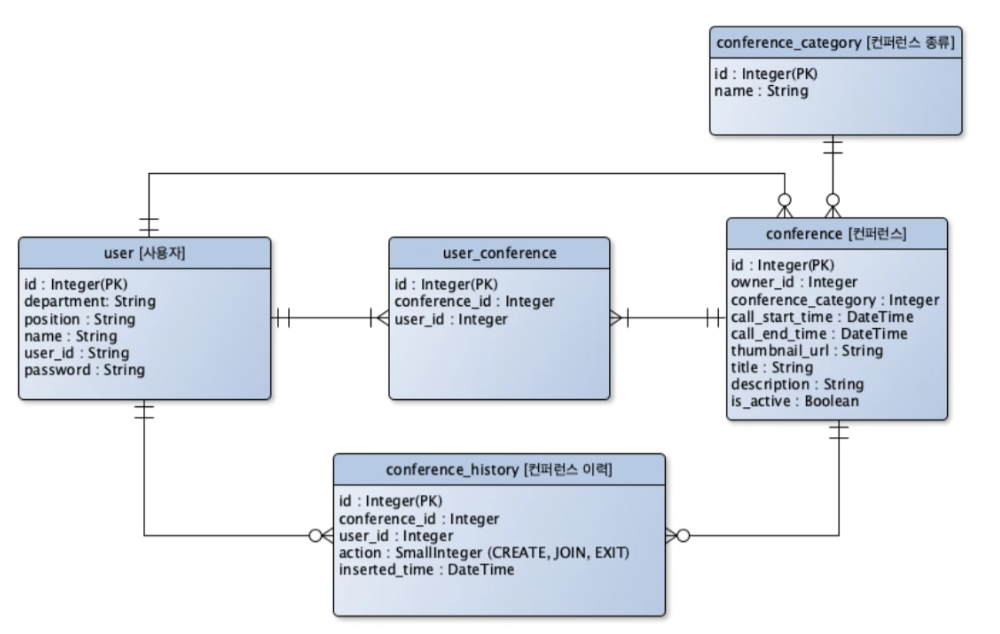 conference_category [컨퍼런스 종류]
id : Integer(PK)
name : String
user [사용자]
id : Integer(PK)
department: String
position : String
name : String
user_id : String
password : String
user_conference
id : Integer(PK)
conference_id : Integer
user_id : Integer
conference [컨퍼런스]
id : Integer(PK)
owner_id : Integer
conference_category : Integer
call_start_time : DateTime
call_end_time : DateTime
thumbnail_url : String
title : String
description : String
is_active : Boolean
conference_history [컨퍼런스 이력]
id : Integer(PK)
conference_id : Integer
user_id : Integer
action : SmallInteger (CREATE, JOIN, EXIT)
inserted_time : DateTime